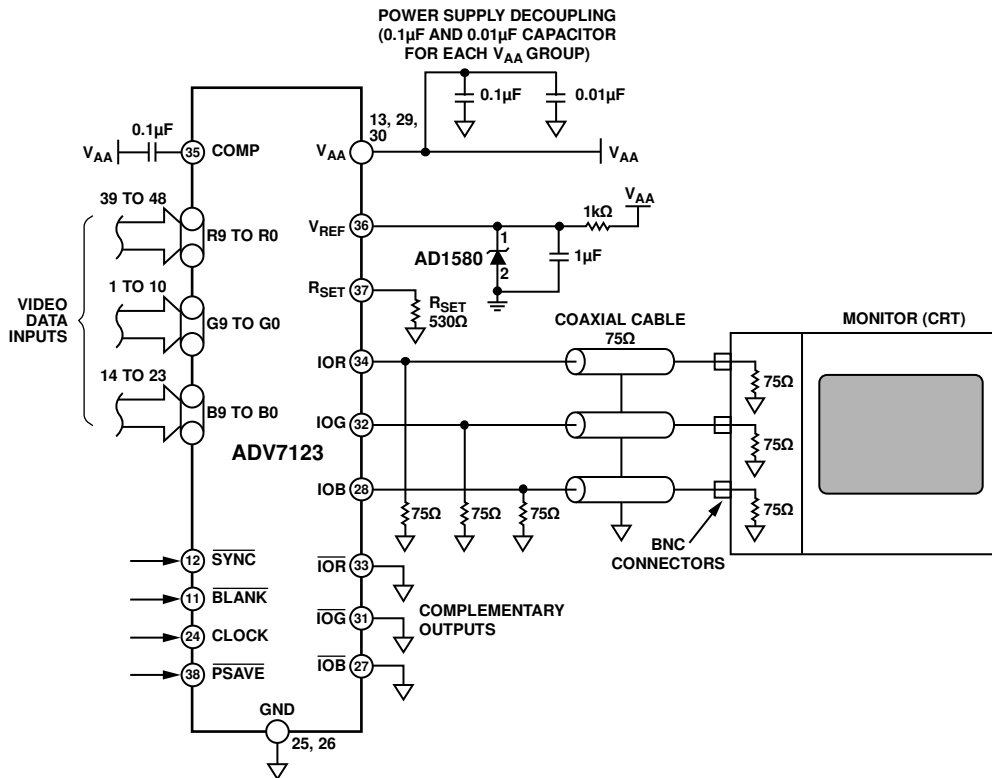 POWER SUPPLY DECOUPLING
(0.1µF AND 0.01µF CAPACITOR
FOR EACH VAA GROUP)
0.1µF
0.01µF
13, 29,
30
VAA
VAA
0.1µF
VAA
35
COMP
39 TO 48
R9 TO R0
VREF
36
1kΩ
VAA
AD1580
1
2
1µF
RSET
37
RSET
530Ω
VIDEO
DATA
INPUTS
1 TO 10
G9 TO G0
14 TO 23
B9 TO B0
ADV7123
COAXIAL CABLE
75Ω
MONITOR (CRT)
IOR
34
75Ω
IOG
32
75Ω
IOB
28
75Ω
75Ω
75Ω
75Ω
BNC
CONNECTORS
12
SYNC
11
BLANK
24
CLOCK
38
PSAVE
IOR
33
IOG
31
COMPLEMENTARY
OUTPUTS
IOB
27
GND
25, 26